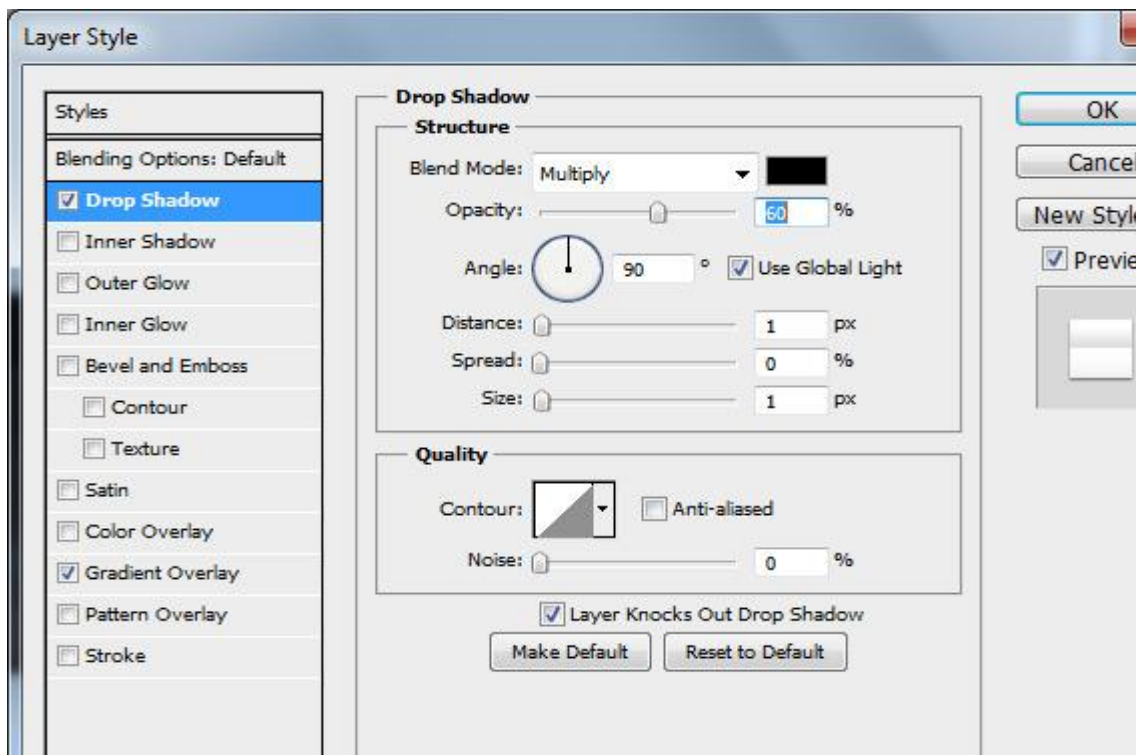 Layer Style
Styles
Blending Options: Default
Drop Shadow
Inner Shadow
Outer Glow
Inner Glow
Bevel and Emboss
Contour
Texture
Satin
Color Overlay
Gradient Overlay
Pattern Overlay
Stroke
Drop Shadow
Structure
Blend Mode: Multiply
Opacity: 60 %
Angle: 90 ° Use Global Light
Distance: 1 px
Spread: 0 %
Size: 1 px
Quality
Contour: Anti-aliased
Noise: 0 %
Layer Knocks Out Drop Shadow
Make Default Reset to Default
OK
Cancel
New Style
Previe